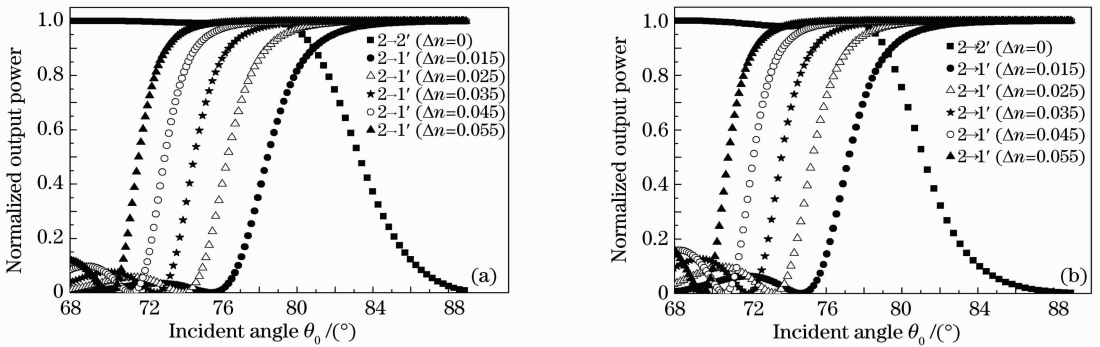 Normalized output power
1.0
0.8
0.6
0.4
0.2
0
68
72
76
80
84
88
Incident angle θ₀ /(°)
2→2′ (Δn=0)
2→1′ (Δn=0.015)
2→1′ (Δn=0.025)
2→1′ (Δn=0.035)
2→1′ (Δn=0.045)
2→1′ (Δn=0.055)
(a)
Normalized output power
1.0
0.8
0.6
0.4
0.2
0
68
72
76
80
84
88
Incident angle θ₀ /(°)
2→2′ (Δn=0)
2→1′ (Δn=0.015)
2→1′ (Δn=0.025)
2→1′ (Δn=0.035)
2→1′ (Δn=0.045)
2→1′ (Δn=0.055)
(b)